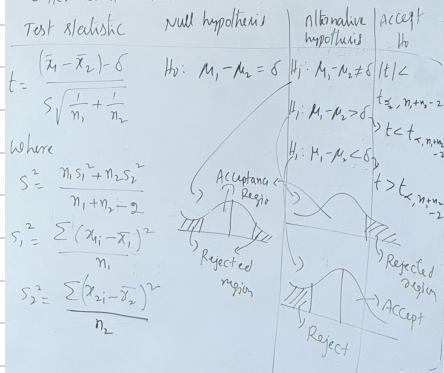 Test statistic
Null hypothesis
Alternative hypothesis
Accept H₀
t = ((x̄₁ - x̄₂) - δ) / (S √(1/n₁ + 1/n₂))
H₀: μ₁-μ₂ = δ
H₁: μ₁-μ₂ ≠ δ
|t| < t_{α/2, n₁+n₂-2}
H₁: μ₁-μ₂ > δ
t < t_{α, n₁+n₂-2}
H₁: μ₁-μ₂ < δ
t > t_{α, n₁+n₂-2}
where
S² = (n₁s₁² + n₂s₂²) / (n₁+n₂-2)
s₁² = Σ(x₁ᵢ - x̄₁)² / n₁
s₂² = Σ(x₂ᵢ - x̄₂)² / n₂
Acceptance
Regio
Rejected
region
Rejected
region
Accept
Reject